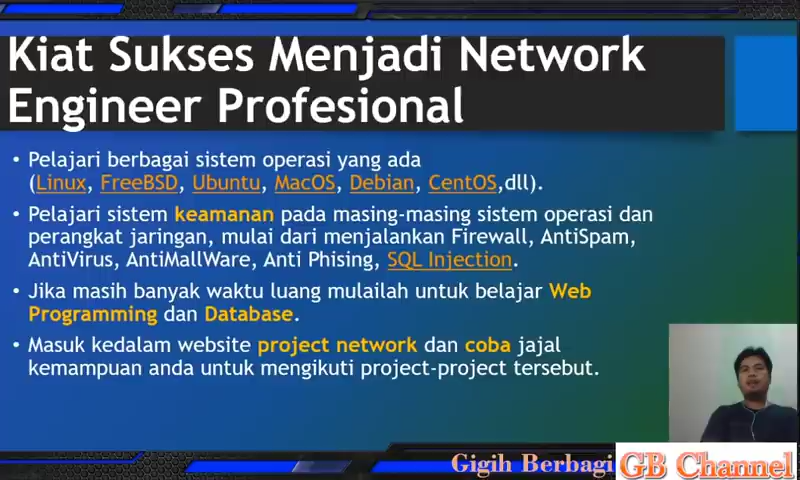 Kiat Sukses Menjadi Network
Engineer Profesional
• Pelajari berbagai sistem operasi yang ada
(Linux, FreeBSD, Ubuntu, MacOS, Debian, CentOS,dll).
• Pelajari sistem keamanan pada masing-masing sistem operasi dan
perangkat jaringan, mulai dari menjalankan Firewall, AntiSpam,
AntiVirus, AntiMallWare, Anti Phising, SQL Injection.
• Jika masih banyak waktu luang mulailah untuk belajar Web
Programming dan Database.
• Masuk kedalam website project network dan coba jajal
kemampuan anda untuk mengikuti project-project tersebut.
Gigih Berbagi GB Channel